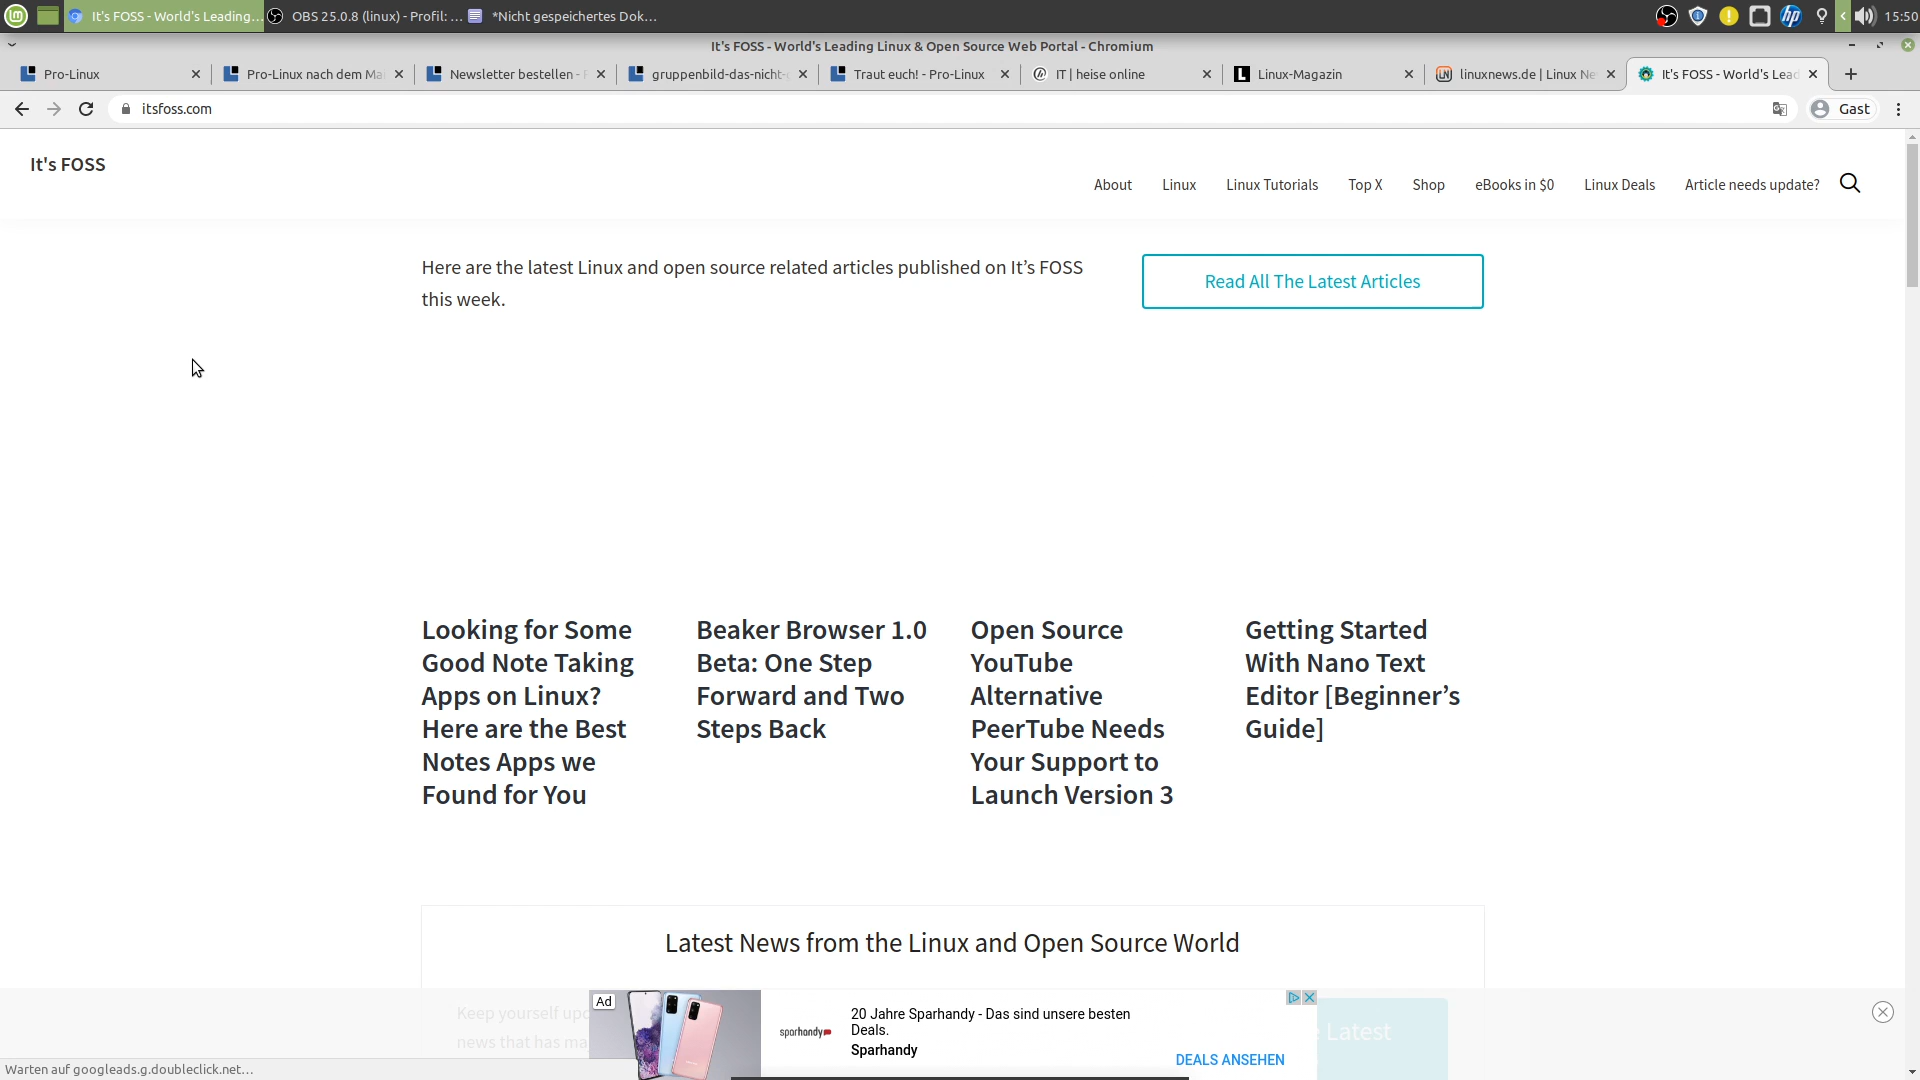 It's FOSS - World's Leading...
OBS 25.0.8 (linux) - Profil: ...
*Nicht gespeichertes Dok...
15:50
It's FOSS - World's Leading Linux & Open Source Web Portal - Chromium
Pro-Linux
Pro-Linux nach dem Ma
Newsletter bestellen -
gruppenbild-das-nicht-
Traut euch! - Pro-Linux
IT | heise online
Linux-Magazin
linuxnews.de | Linux Ne
It's FOSS - World's Lead
itsfoss.com
Gast
It's FOSS
About
Linux
Linux Tutorials
Top X
Shop
eBooks in $0
Linux Deals
Article needs update?
Here are the latest Linux and open source related articles published on It’s FOSS
this week.
Read All The Latest Articles
Looking for Some
Good Note Taking
Apps on Linux?
Here are the Best
Notes Apps we
Found for You
Beaker Browser 1.0
Beta: One Step
Forward and Two
Steps Back
Open Source
YouTube
Alternative
PeerTube Needs
Your Support to
Launch Version 3
Getting Started
With Nano Text
Editor [Beginner’s
Guide]
Latest News from the Linux and Open Source World
Keep yourself upd
news that has ma
Latest
Ad
sparhandy
20 Jahre Sparhandy - Das sind unsere besten
Deals.
Sparhandy
DEALS ANSEHEN
Warten auf googleads.g.doubleclick.net...